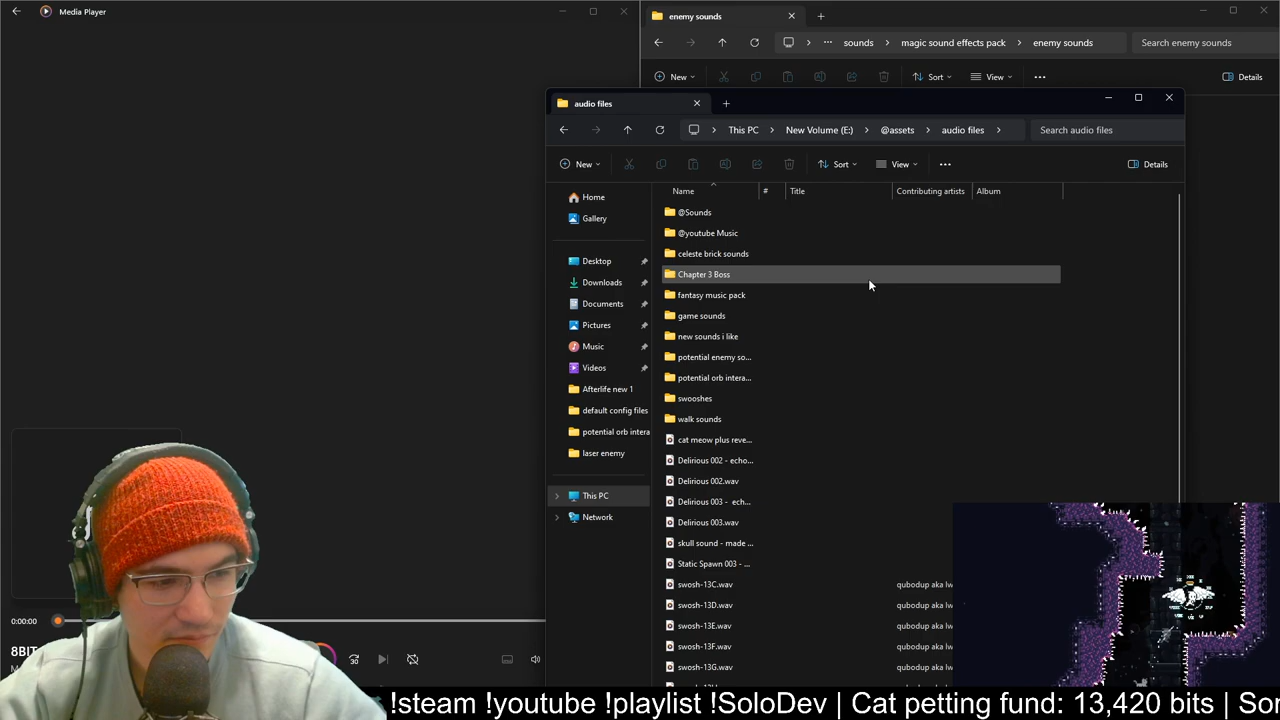 Media Player
enemy sounds
sounds
magic sound effects pack
enemy sounds
Search enemy sounds
New
Sort
View
Details
audio files
This PC
New Volume (E:)
@assets
audio files
Search audio files
New
Sort
View
Details
Name
#
Title
Contributing artists
Album
Home
Gallery
Desktop
Downloads
Documents
Pictures
Music
Videos
Afterlife new 1
default config files
potential orb intera
laser enemy
This PC
Network
@Sounds
@youtube Music
celeste brick sounds
Chapter 3 Boss
fantasy music pack
game sounds
new sounds i like
potential enemy so...
potential orb intera...
swooshes
walk sounds
cat meow plus reve...
Delirious 002 - echo...
Delirious 002.wav
Delirious 003 - ech...
Delirious 003.wav
skull sound - made ...
Static Spawn 003 - ...
swosh-13C.wav qubodup aka Iw
swosh-13D.wav qubodup aka Iw
swosh-13E.wav qubodup aka Iw
swosh-13F.wav qubodup aka Iw
swosh-13G.wav qubodup aka Iw
0:00:00
8BIT
30
!steam !youtube !playlist !SoloDev | Cat petting fund: 13,420 bits | Sor